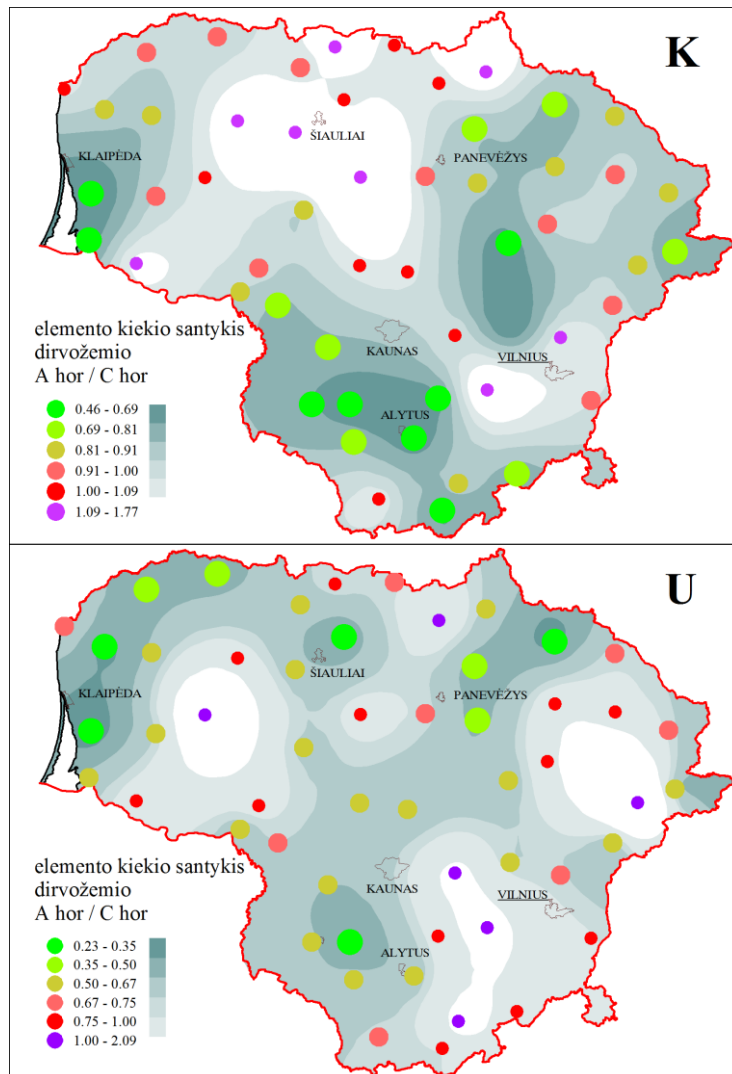 K
ŠIAULIAI
KLAIPĖDA
PANEVĖŽYS
elemento kiekio santykis
dirvožemio
A hor / C hor
KAUNAS
VILNIUS
ALYTUS
0.46 - 0.69
0.69 - 0.81
0.81 - 0.91
0.91 - 1.00
1.00 - 1.09
1.09 - 1.77
U
ŠIAULIAI
KLAIPĖDA
PANEVĖŽYS
elemento kiekio santykis
dirvožemio
A hor / C hor
KAUNAS
VILNIUS
ALYTUS
0.23 - 0.35
0.35 - 0.50
0.50 - 0.67
0.67 - 0.75
0.75 - 1.00
1.00 - 2.09